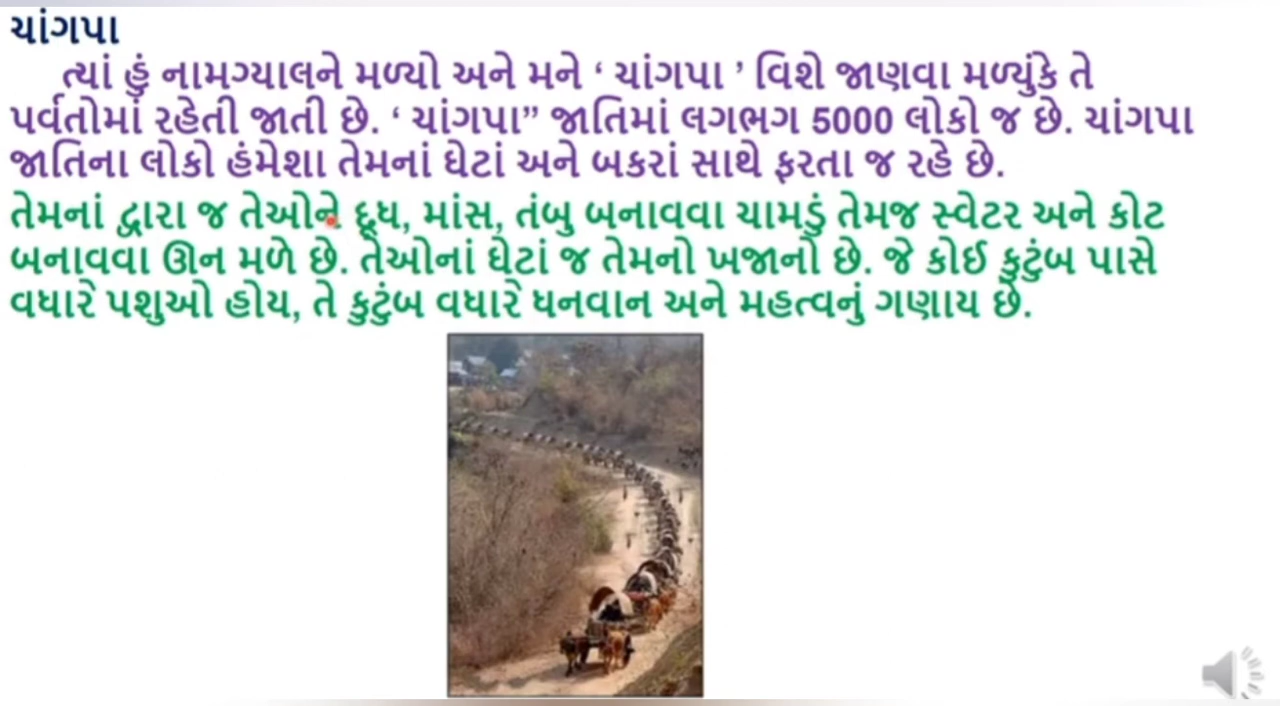 ચાંગપા
ત્યાં હું નામગ્યાલને મળ્યો અને મને ‘ ચાંગપા ’ વિશે જાણવા મળ્યુંકે તે
પર્વતોમાં રહેતી જાતી છે. ‘ ચાંગપા” જાતિમાં લગભગ 5000 લોકો જ છે. ચાંગપા
જાતિના લોકો હંમેશા તેમનાં ઘેટાં અને બકરાં સાથે ફરતા જ રહે છે.
તેમનાં દ્વારા જ તેઓને દૂધ, માંસ, તંબુ બનાવવા ચામડું તેમજ સ્વેટર અને કોટ
બનાવવા ઊન મળે છે. તેઓનાં ઘેટાં જ તેમનો ખજાનો છે. જે કોઈ કુટુંબ પાસે
વધારે પશુઓ હોય, તે કુટુંબ વધારે ધનવાન અને મહત્વનું ગણાય છે.